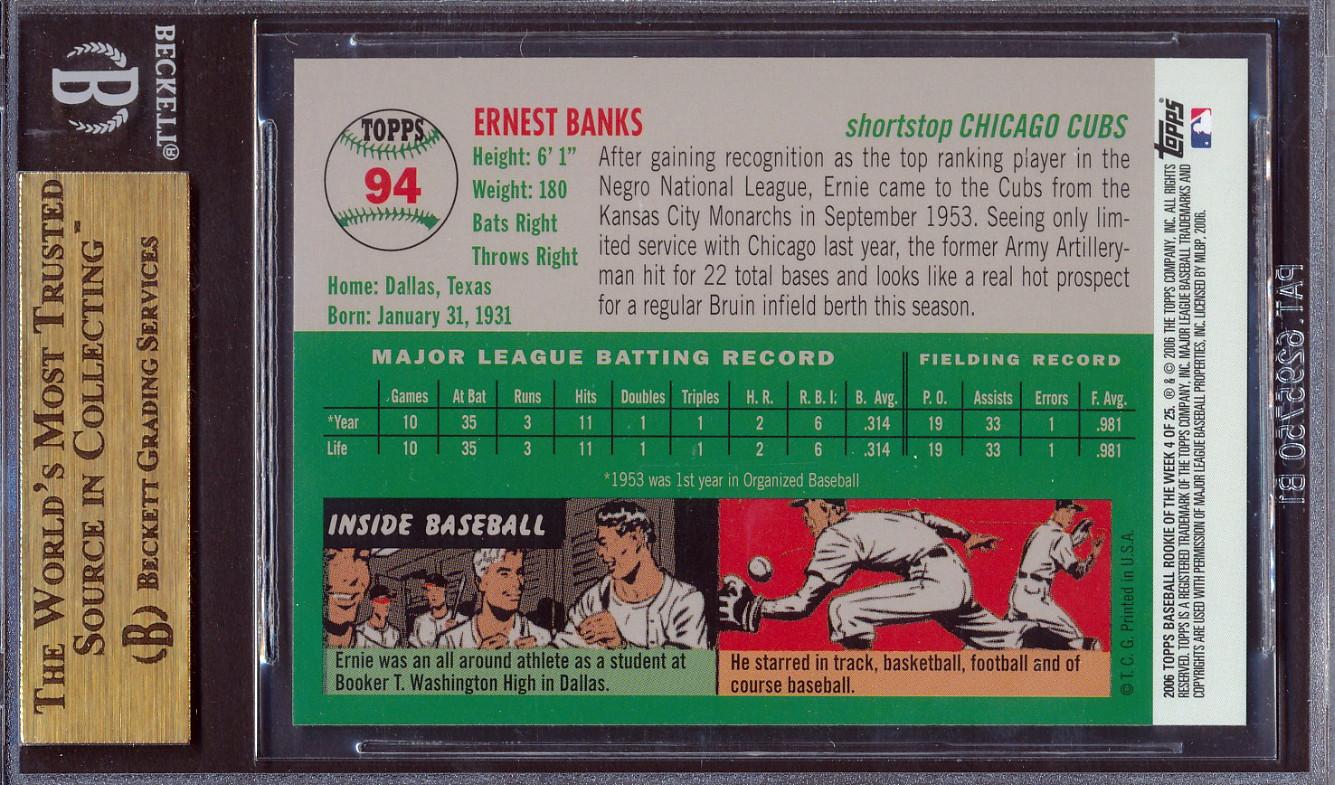 BECKETT®
B
THE WORLD'S MOST TRUSTED
SOURCE IN COLLECTING™
(B) BECKETT GRADING SERVICES
TOPPS
94
ERNEST BANKS
Height: 6' 1"
Weight: 180
Bats Right
Throws Right
Home: Dallas, Texas
Born: January 31, 1931
shortstop CHICAGO CUBS
After gaining recognition as the top ranking player in the
Negro National League, Ernie came to the Cubs from the
Kansas City Monarchs in September 1953. Seeing only lim-
ited service with Chicago last year, the former Army Artillery-
man hit for 22 total bases and looks like a real hot prospect
for a regular Bruin infield berth this season.
MAJOR LEAGUE BATTING RECORD FIELDING RECORD
Games At Bat Runs Hits Doubles Triples H. R. R. B. I. B. Avg. P. O. Assists Errors F. Avg.
*Year 10 35 3 11 1 1 2 6 .314 19 33 1 .981
Life 10 35 3 11 1 1 2 6 .314 19 33 1 .981
*1953 was 1st year in Organized Baseball
INSIDE BASEBALL
Ernie was an all around athlete as a student at
Booker T. Washington High in Dallas.
He starred in track, basketball, football and of
course baseball.
© T. C. G. Printed in U.S.A.
topps®
2006 TOPPS BASEBALL ROOKIE OF THE WEEK 4 OF 25. ® & © 2006 THE TOPPS COMPANY, INC. ALL RIGHTS
RESERVED. TOPPS IS A REGISTERED TRADEMARK OF THE TOPPS COMPANY, INC. MAJOR LEAGUE BASEBALL TRADEMARKS AND
COPYRIGHTS ARE USED WITH PERMISSION OF MAJOR LEAGUE BASEBALL PROPERTIES, INC. LICENSED BY MLBP, 2006.
PAT. 6,295,750 B1